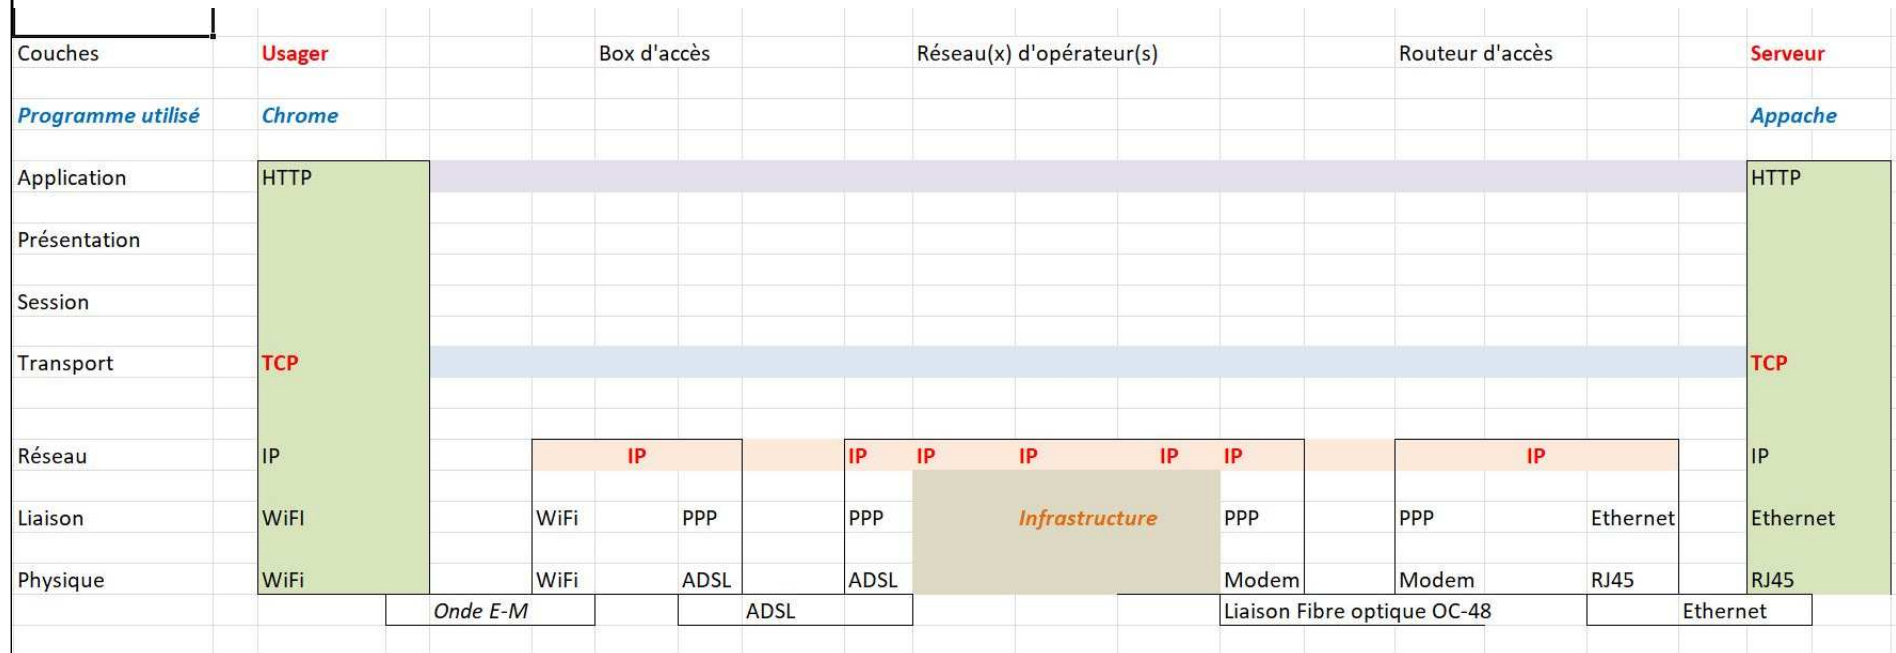 Couches Usager Box d'accès Réseau(x) d'opérateur(s) Routeur d'accès Serveur
Programme utilisé Chrome Appache
Application HTTP HTTP
Présentation
Session
Transport TCP TCP
Réseau IP IP IP IP IP IP IP IP IP
Liaison WiFI WiFi PPP PPP Infrastructure PPP PPP Ethernet Ethernet
Physique WiFi WiFi ADSL ADSL Modem Modem RJ45 RJ45
Onde E-M ADSL Liaison Fibre optique OC-48 Ethernet